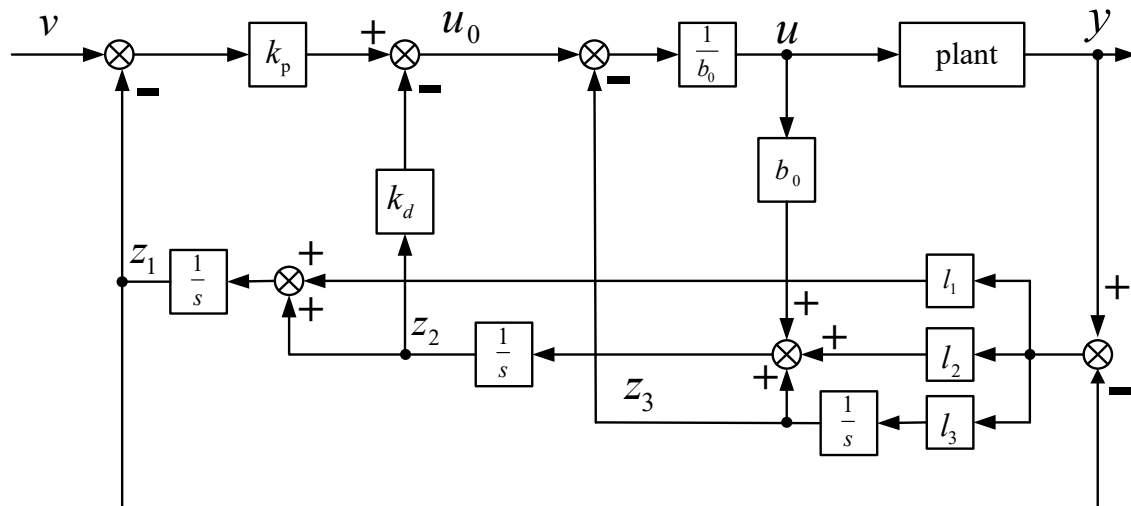 v
k_p
+
u_0
1/b_0
u
plant
y
−
−
−
+
b_0
k_d
z_1
1/s
+
+
l_1
+
z_2
1/s
+
+
l_2
−
z_3
+
1/s
l_3